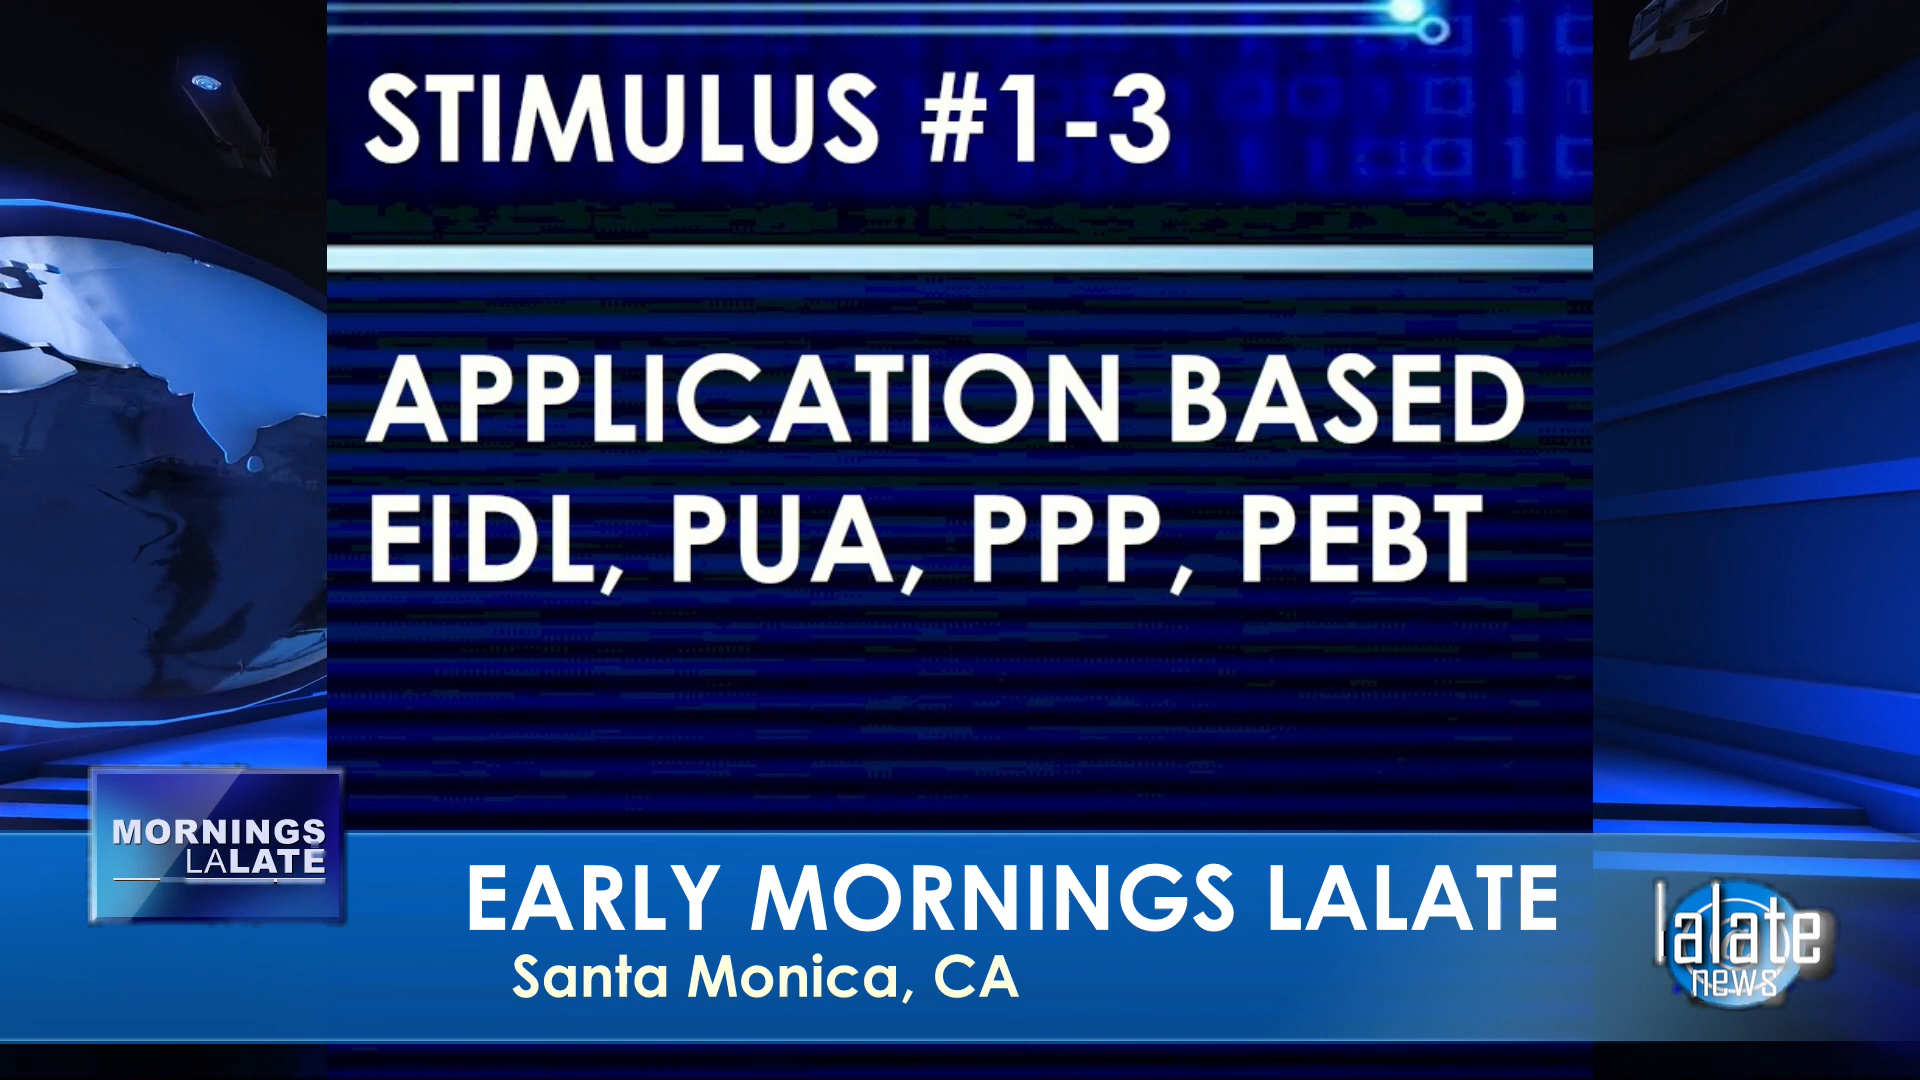 STIMULUS #1-3
APPLICATION BASED
EIDL, PUA, PPP, PEBT
MORNINGS
LALATE
EARLY MORNINGS LALATE
Santa Monica, CA
lalate
news